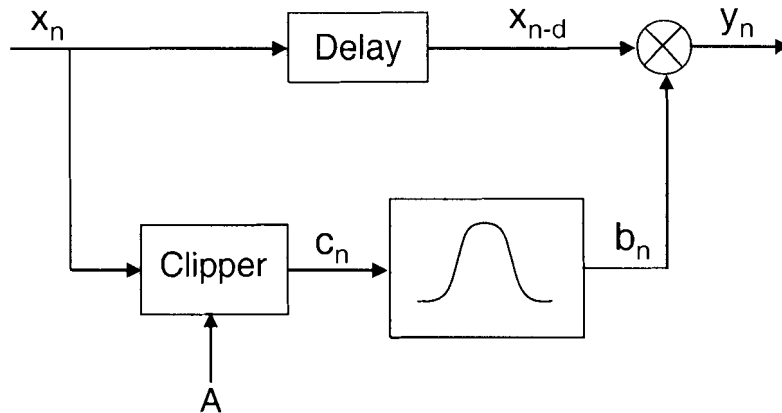 xₙ
Delay
xₙ₋d
yₙ
Clipper
cₙ
bₙ
A